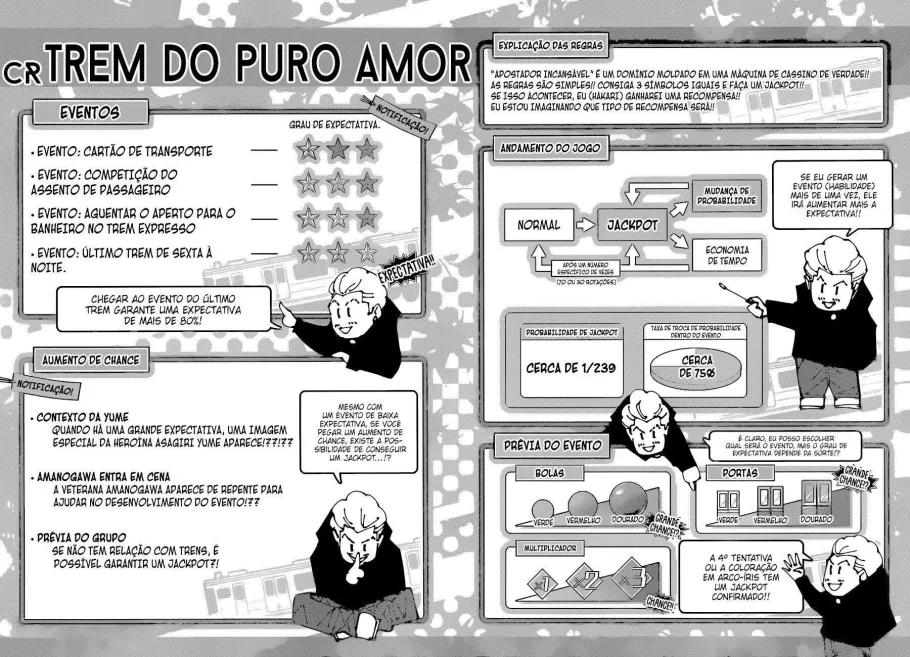 CR TREM DO PURO AMOR
EVENTOS
NOTIFICAÇÃO!
GRAU DE EXPECTATIVA.
• EVENTO: CARTÃO DE TRANSPORTE
• EVENTO: COMPETIÇÃO DO
ASSENTO DE PASSAGEIRO
• EVENTO: AGUENTAR O APERTO PARA O
BANHEIRO NO TREM EXPRESSO
• EVENTO: ÚLTIMO TREM DE SEXTA À
NOITE.
EXPECTATIVA!!
CHEGAR AO EVENTO DO ÚLTIMO
TREM GARANTE UMA EXPECTATIVA
DE MAIS DE 80%!
AUMENTO DE CHANCE
NOTIFICAÇÃO!
• CONTEXTO DA YUME
QUANDO HÁ UMA GRANDE EXPECTATIVA, UMA IMAGEM
ESPECIAL DA HEROÍNA ASAGIRI YUME APARECE!??!??
• AMANOGAWA ENTRA EM CENA
A VETERANA AMANOGAWA APARECE DE REPENTE PARA
AJUDAR NO DESENVOLVIMENTO DO EVENTO!??
• PRÉVIA DO GRUPO
SE NÃO TEM RELAÇÃO COM TRENS, É
POSSÍVEL GARANTIR UM JACKPOT?!
MESMO COM
UM EVENTO DE BAIXA
EXPECTATIVA, SE VOCÊ
PEGAR UM AUMENTO DE
CHANCE, EXISTE A POS-
SIBILIDADE DE CONSEGUIR
UM JACKPOT...!?
EXPLICAÇÃO DAS REGRAS
"APOSTADOR INCANSÁVEL" É UM DOMÍNIO MOLDADO EM UMA MÁQUINA DE CASSINO DE VERDADE!!
AS REGRAS SÃO SIMPLES!! CONSIGA 3 SÍMBOLOS IGUAIS E FAÇA UM JACKPOT!!
SE ISSO ACONTECER, EU (HAKARI) GANHAREI UMA RECOMPENSA!!
EU ESTOU IMAGINANDO QUE TIPO DE RECOMPENSA SERÁ!!
ANDAMENTO DO JOGO
NORMAL
JACKPOT
MUDANÇA DE
PROBABILIDADE
ECONOMIA
DE TEMPO
APÓS UM NÚMERO
ESPECÍFICO DE VEZES
(20 OU 30 ROTAÇÕES)
SE EU GERAR UM
EVENTO (HABILIDADE)
MAIS DE UMA VEZ, ELE
IRÁ AUMENTAR MAIS A
EXPECTATIVA!!
PROBABILIDADE DE JACKPOT
CERCA DE 1/239
TAXA DE TROCA DE PROBABILIDADE
DENTRO DO EVENTO
CERCA
DE 75%
PRÉVIA DO EVENTO
É CLARO, EU POSSO ESCOLHER
QUAL SERÁ O EVENTO, MAS O GRAU DE
EXPECTATIVA DEPENDE DA SORTE!?
BOLAS
VERDE
VERMELHO
DOURADO
GRANDE
CHANCE!?
PORTAS
VERDE
VERMELHO
DOURADO
GRANDE
CHANCE!?
MULTIPLICADOR
×1
×2
×3
CHANCE!!
A 4º TENTATIVA
OU A COLORAÇÃO
EM ARCO-ÍRIS TEM
UM JACKPOT
CONFIRMADO!!